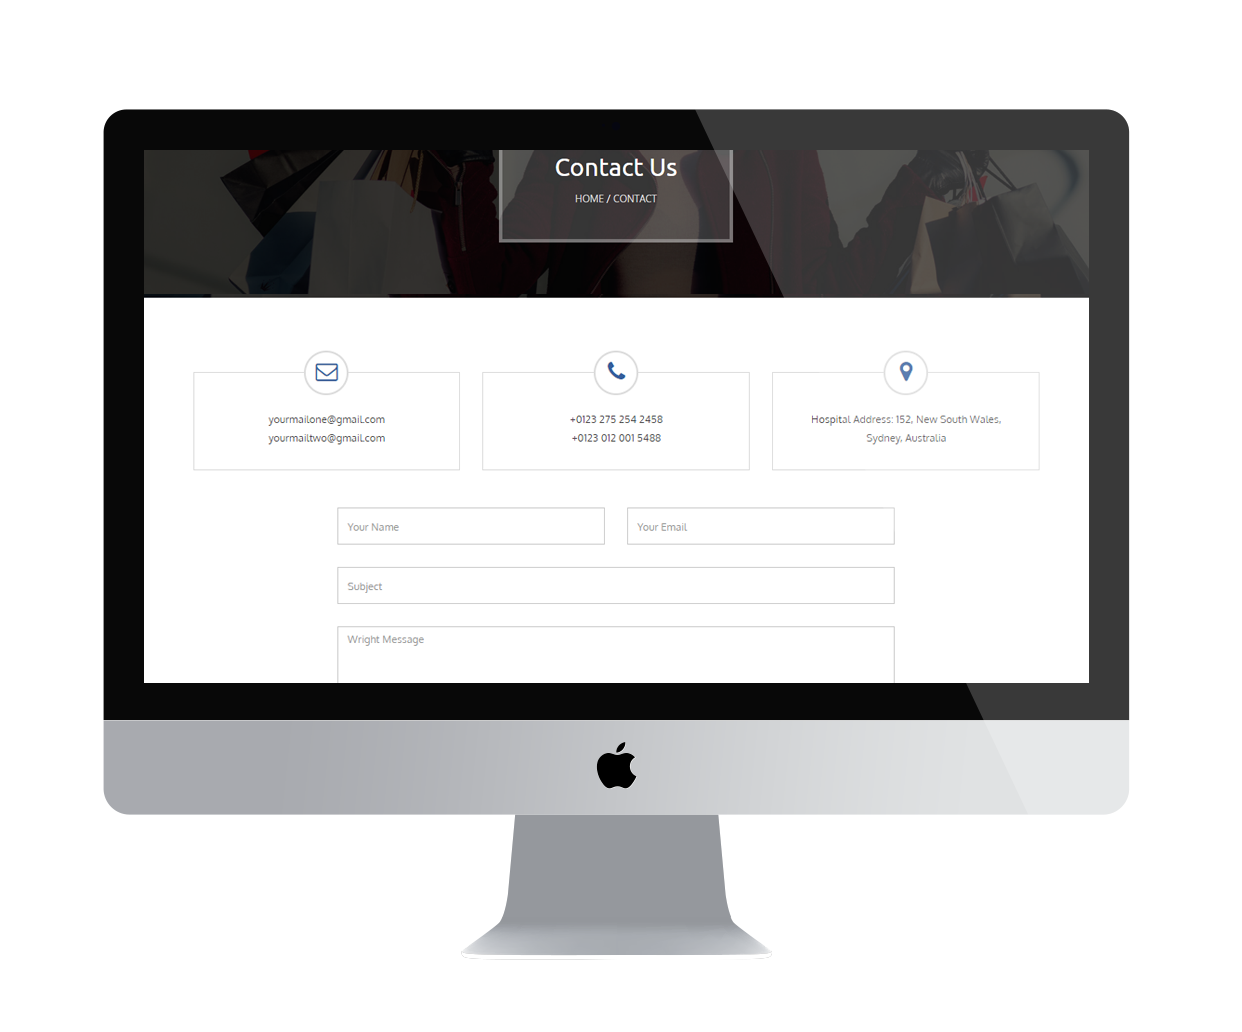 Contact Us
HOME / CONTACT
yourmailone@gmail.com
yourmailtwo@gmail.com
+0123 275 254 2458
+0123 012 001 5488
Hospital Address: 152, New South Wales,
Sydney, Australia
Your Name
Your Email
Subject
Wright Message